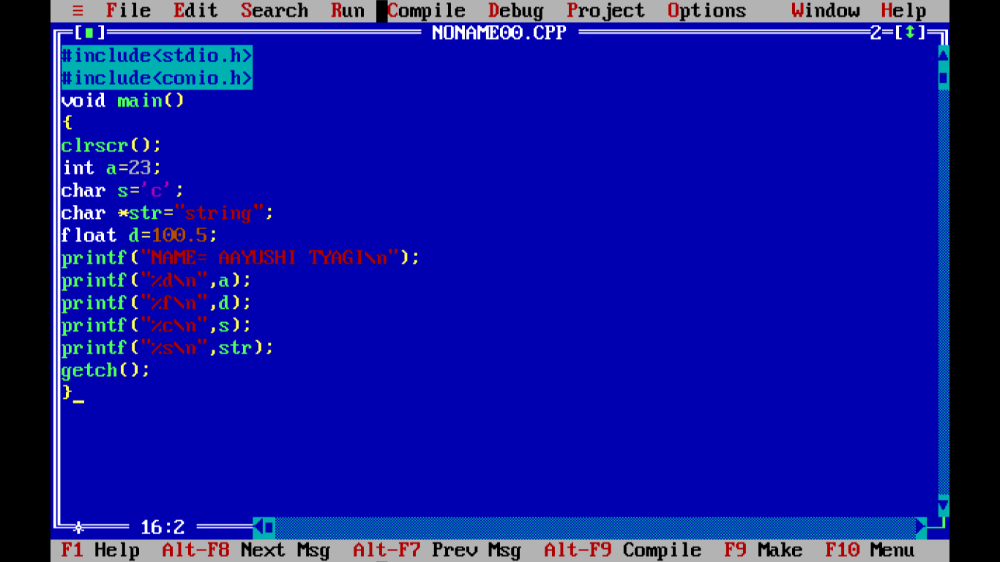 ≡ File Edit Search Run Compile Debug Project Options Window Help
[■] NONAME00.CPP 2=[↕]
#include<stdio.h>
#include<conio.h>
void main()
{
clrscr();
int a=23;
char s='c';
char *str="string";
float d=100.5;
printf("NAME= AAYUSHI TYAGI\n");
printf("%d\n",a);
printf("%f\n",d);
printf("%c\n",s);
printf("%s\n",str);
getch();
}
16:2
F1 Help Alt-F8 Next Msg Alt-F7 Prev Msg Alt-F9 Compile F9 Make F10 Menu